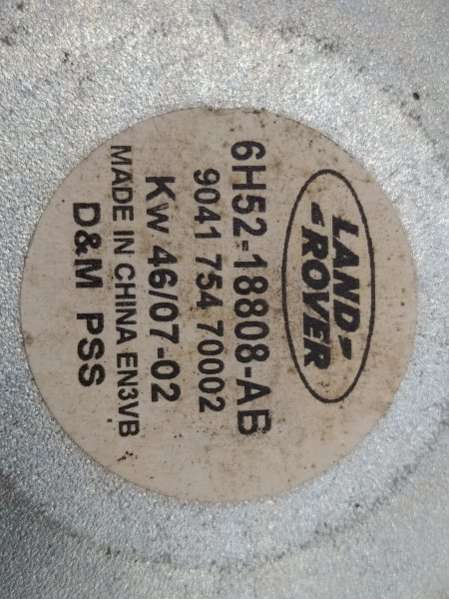 LAND-
-ROVER
6H52-18808-AB
9041 754 70002
Kw 46/07-02
MADE IN CHINA EN3VB
D&M PSS